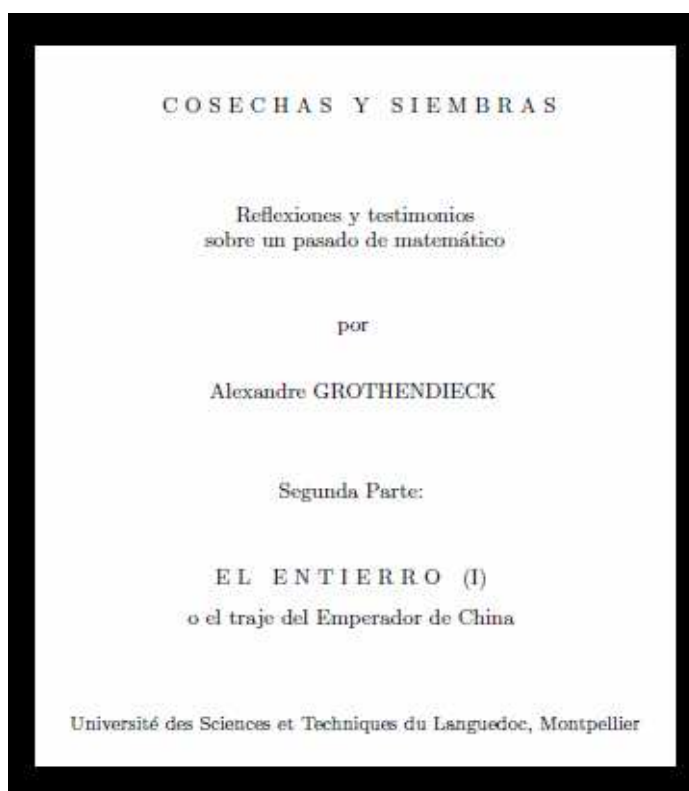 COSECHAS Y SIEMBRAS
Reflexiones y testimonios
sobre un pasado de matemático
por
Alexandre GROTHENDIECK
Segunda Parte:
EL ENTIERRO (I)
o el traje del Emperador de China
Université des Sciences et Techniques du Languedoc, Montpellier